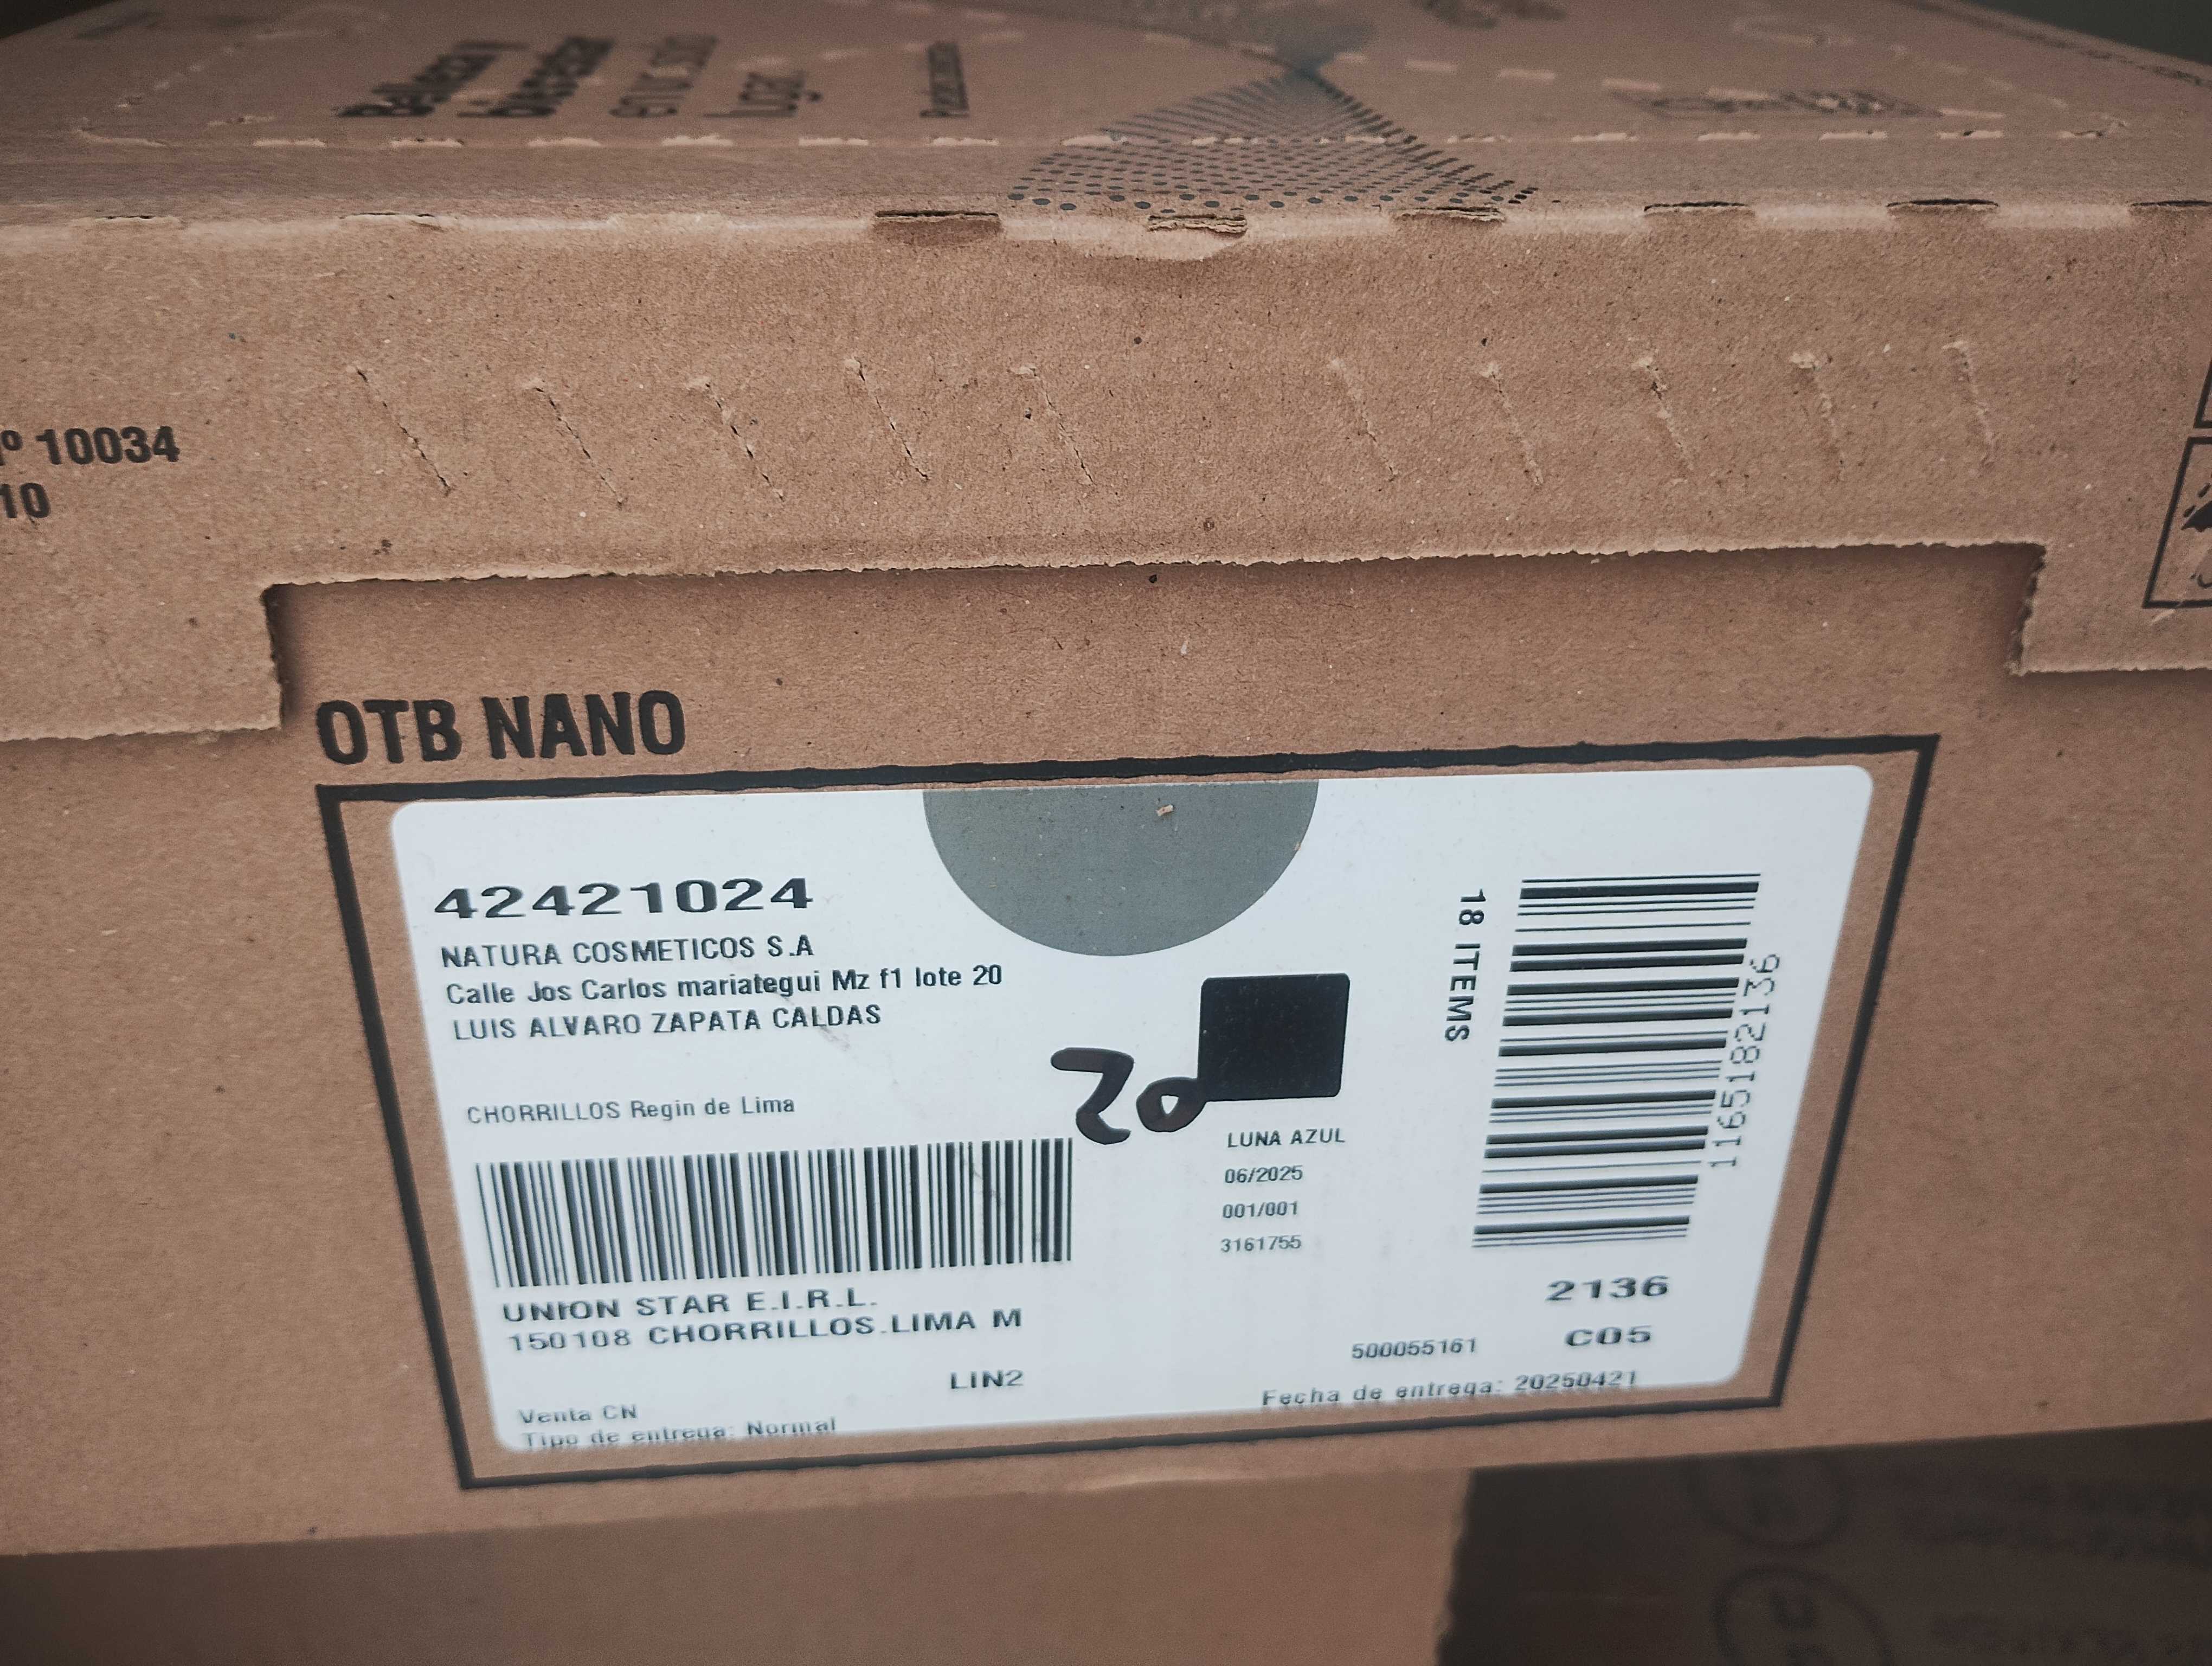 Nº 10034
10
OTB NANO
42421024
NATURA COSMETICOS S.A
Calle Jos Carlos mariategui Mz f1 lote 20
LUIS ALVARO ZAPATA CALDAS
CHORRILLOS Regin de Lima
UNION STAR E.I.R.L.
150108 CHORRILLOS.LIMA M
LIN2
Venta CN
Tipo de entrega: Normal
20
LUNA AZUL
06/2025
001/001
3161755
18 ITEMS
1165182136
2136
C05
500055161
Fecha de entrega: 20250421